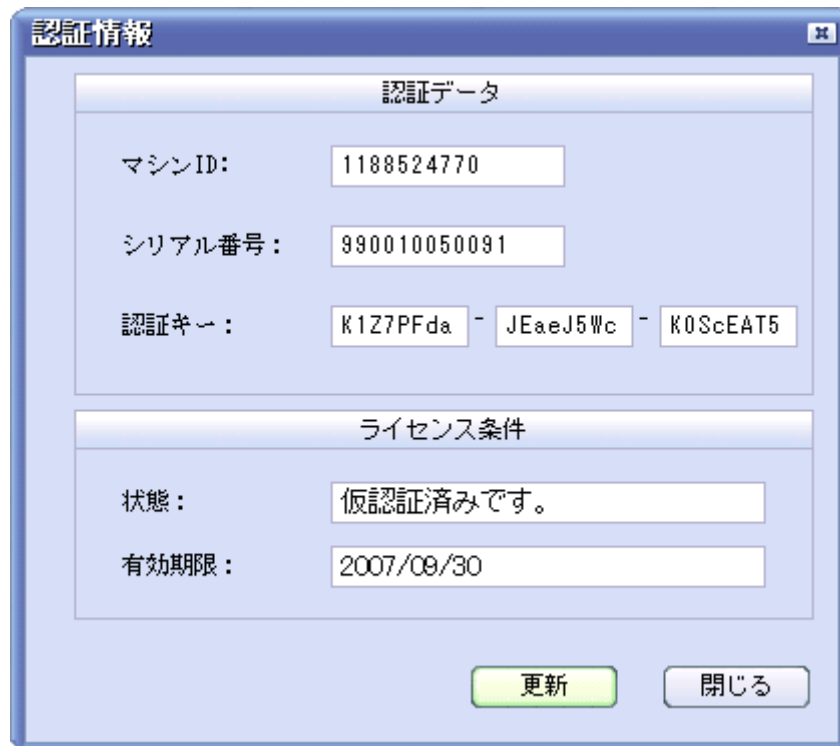 認証情報
認証データ
マシンID: 1188524770
シリアル番号: 990010050091
認証キー: K1Z7PFda - JEaeJ5Wc - K0ScEAT5
ライセンス条件
状態: 仮認証済みです。
有効期限: 2007/09/30
更新 閉じる